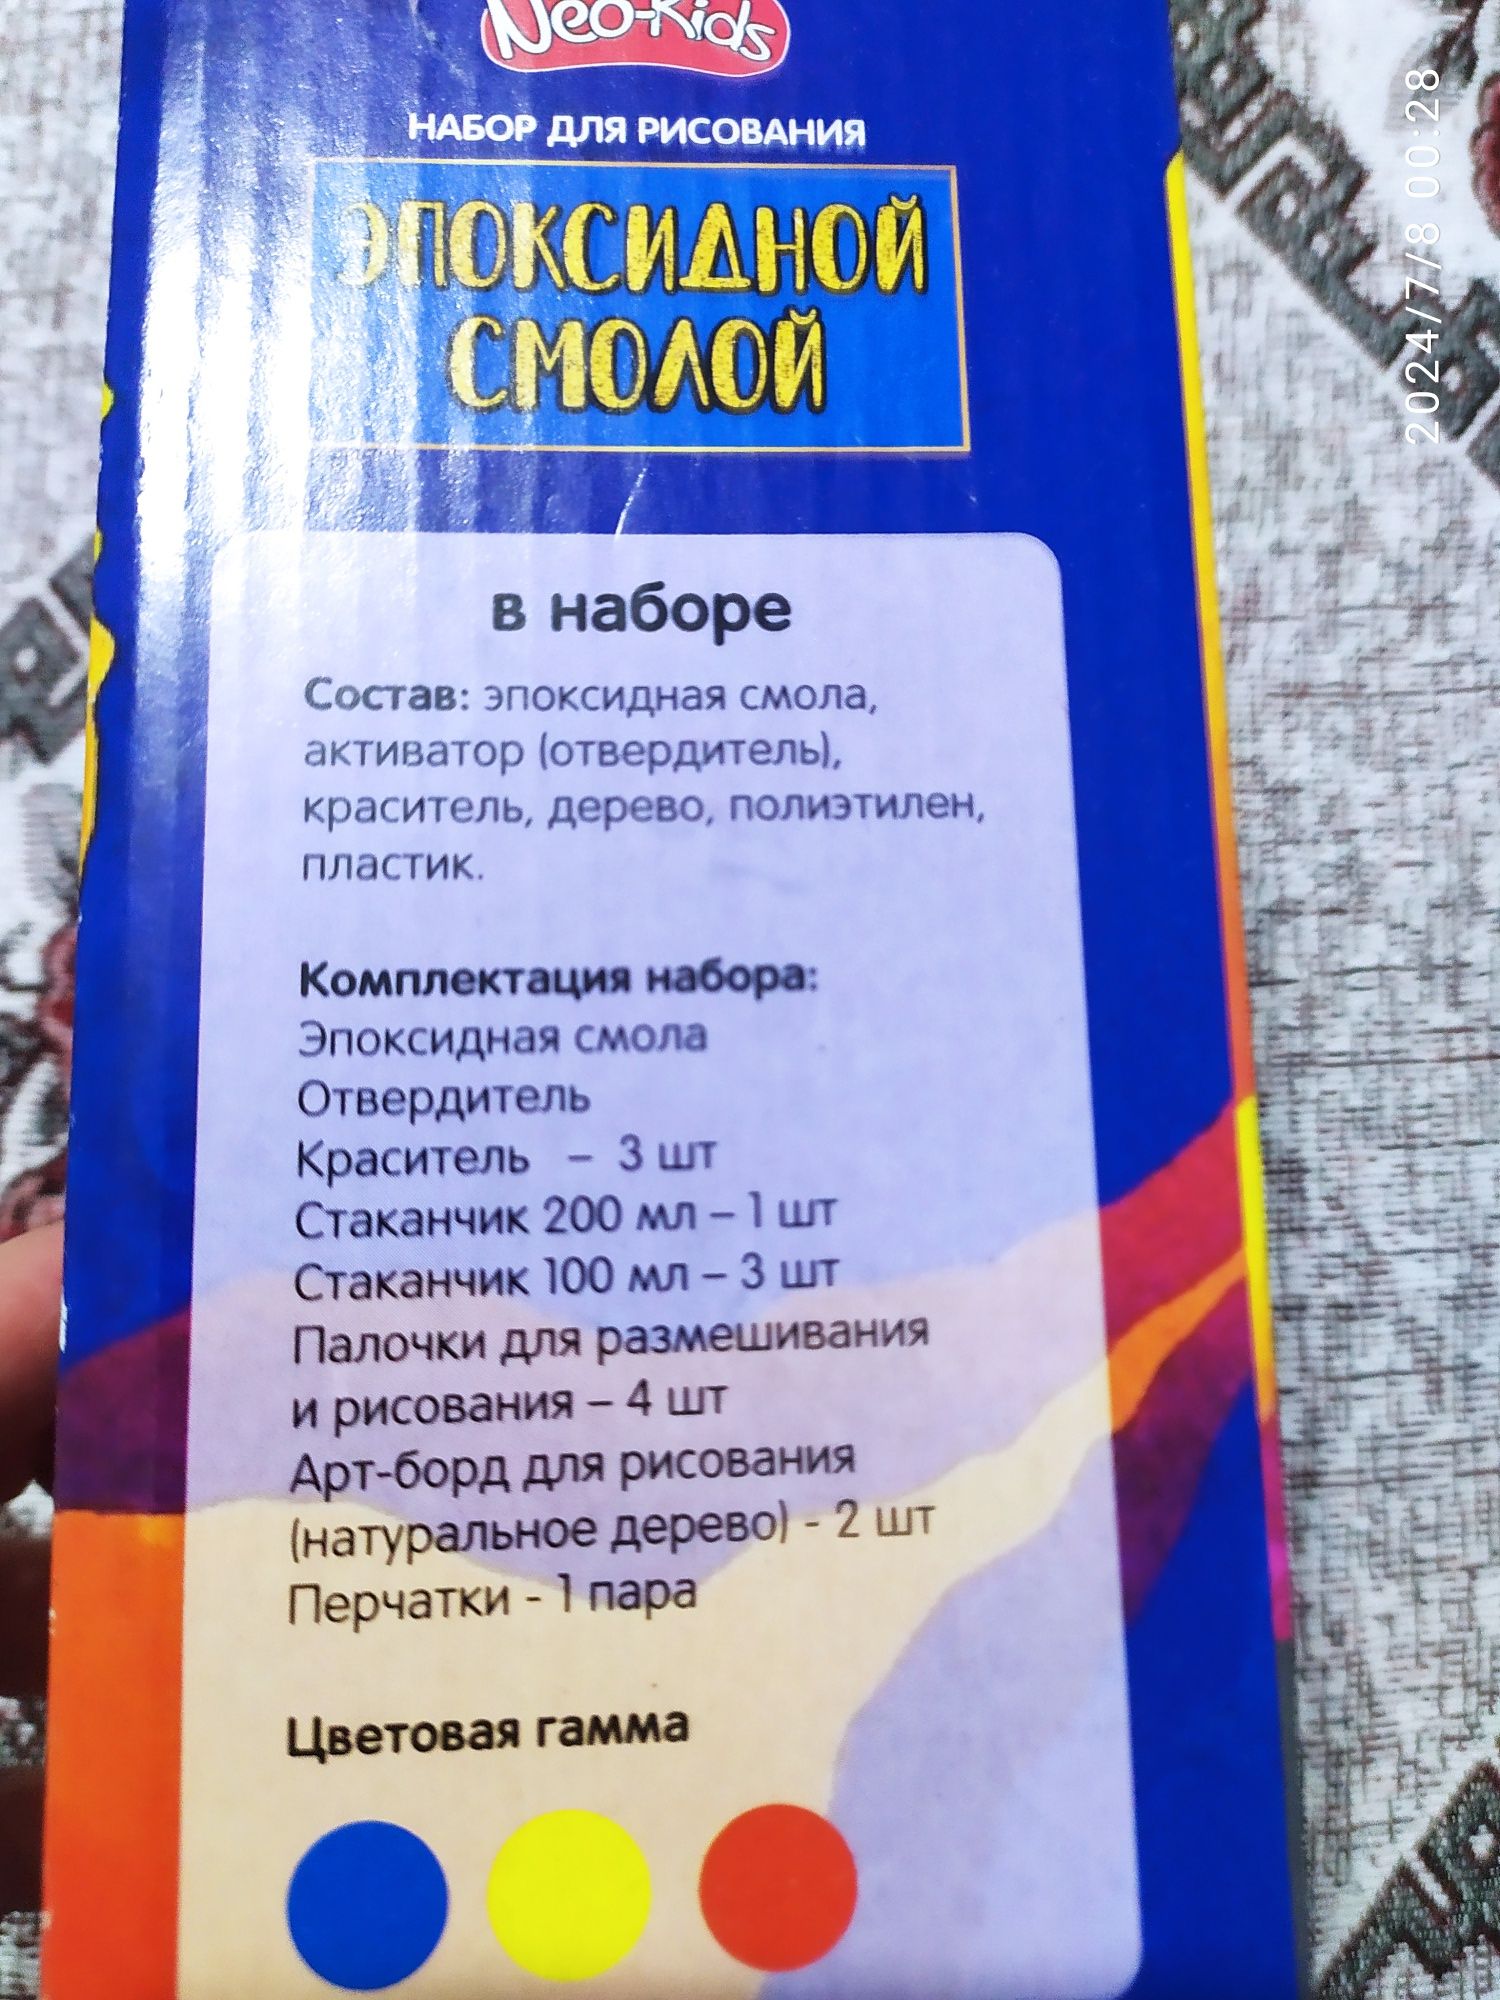 Neo-Kids
НАБОР ДЛЯ РИСОВАНИЯ
ЭПОКСИДНОЙ
СМОЛОЙ
в наборе
Состав: эпоксидная смола,
активатор (отвердитель),
краситель, дерево, полиэтилен,
пластик.
Комплектация набора:
Эпоксидная смола
Отвердитель
Краситель – 3 шт
Стаканчик 200 мл – 1 шт
Стаканчик 100 мл – 3 шт
Палочки для размешивания
и рисования – 4 шт
Арт-борд для рисования
(натуральное дерево) - 2 шт
Перчатки - 1 пара
Цветовая гамма
2024/7/8 00:28